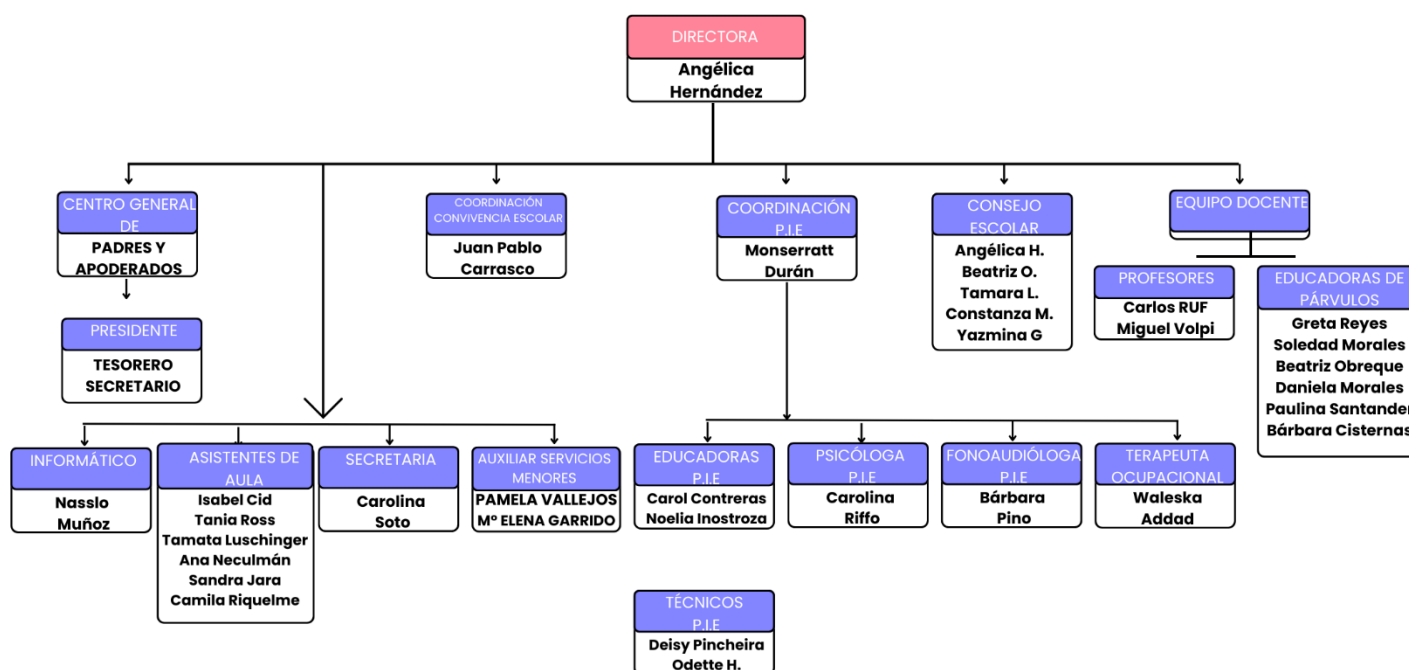 DIRECTORA
Angélica
Hernández
CENTRO GENERAL
DE
PADRES Y
APODERADOS
PRESIDENTE
TESORERO
SECRETARIO
COORDINACIÓN
CONVIVENCIA ESCOLAR
Juan Pablo
Carrasco
COORDINACIÓN
P.I.E
Monserratt
Durán
CONSEJO
ESCOLAR
Angélica H.
Beatriz O.
Tamara L.
Constanza M.
Yazmina G
EQUIPO DOCENTE
PROFESORES
Carlos RUF
Miguel Volpi
EDUCADORAS DE
PÁRVULOS
Greta Reyes
Soledad Morales
Beatriz Obreque
Daniela Morales
Paulina Santander
Bárbara Cisternas
INFORMÁTICO
Nasslo
Muñoz
ASISTENTES DE
AULA
Isabel Cid
Tania Ross
Tamata Luschinger
Ana Neculmán
Sandra Jara
Camila Riquelme
SECRETARIA
Carolina
Soto
AUXILIAR SERVICIOS
MENORES
PAMELA VALLEJOS
Mº ELENA GARRIDO
EDUCADORAS
P.I.E
Carol Contreras
Noelia Inostroza
PSICÓLOGA
P.I.E
Carolina
Riffo
FONOAUDIÓLOGA
P.I.E
Bárbara
Pino
TERAPEUTA
OCUPACIONAL
Waleska
Addad
TÉCNICOS
P.I.E
Deisy Pincheira
Odette H.